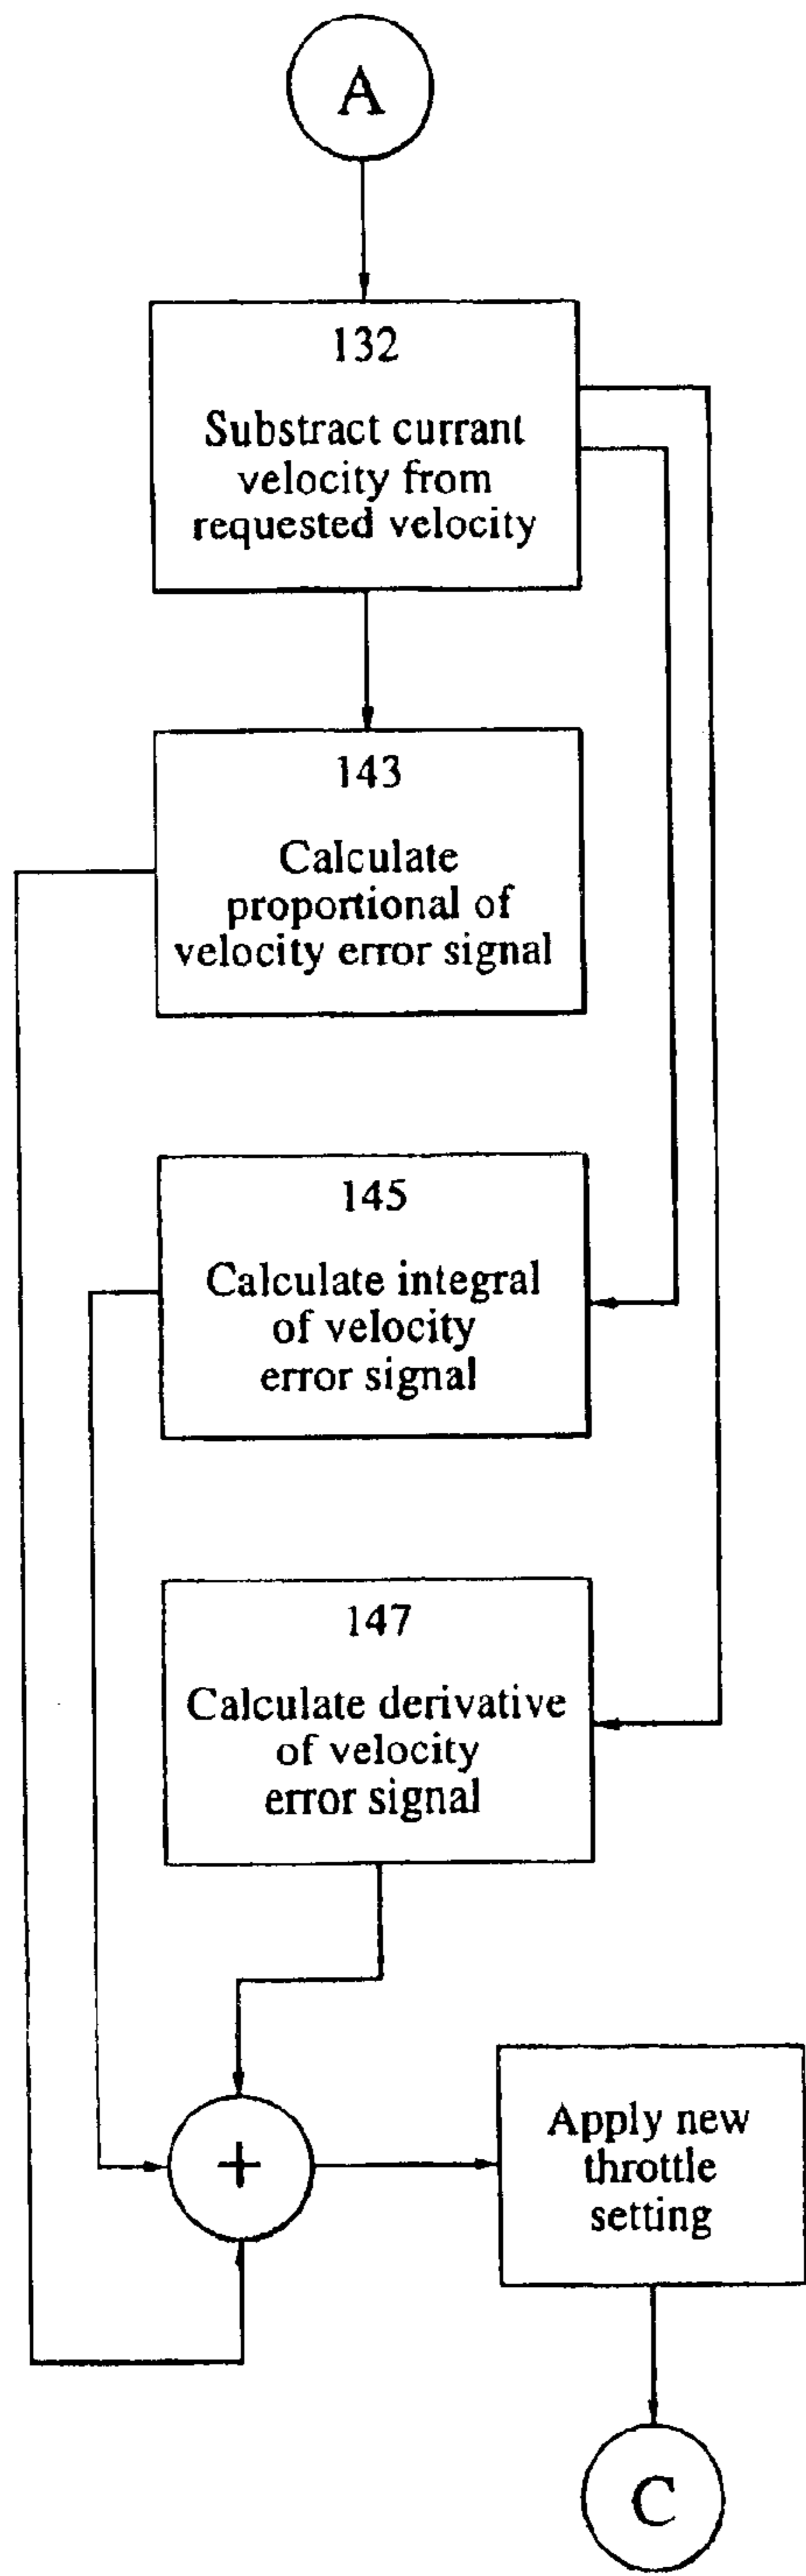 A
132
Substract currant
velocity from
requested velocity
143
Calculate
proportional of
velocity error signal
145
Calculate integral
of velocity
error signal
147
Calculate derivative
of velocity
error signal
+
Apply new
throttle
setting
C